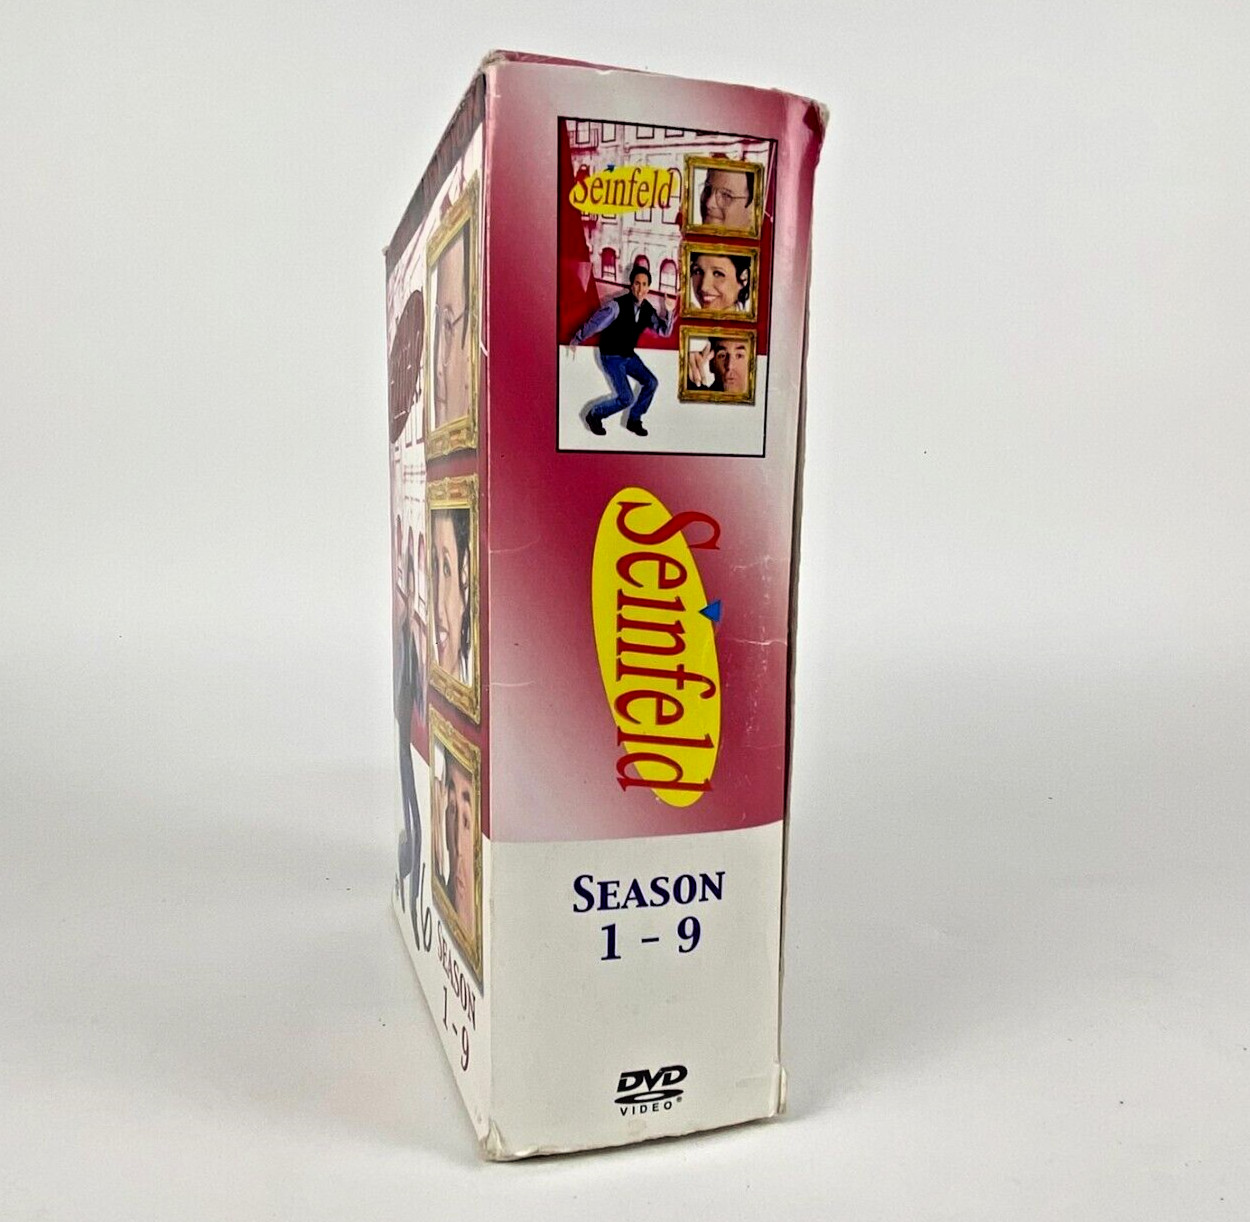 Seinfeld
Seinfeld
SEASON
1 - 9
DVD
VIDEO®
SEASON
1 - 9